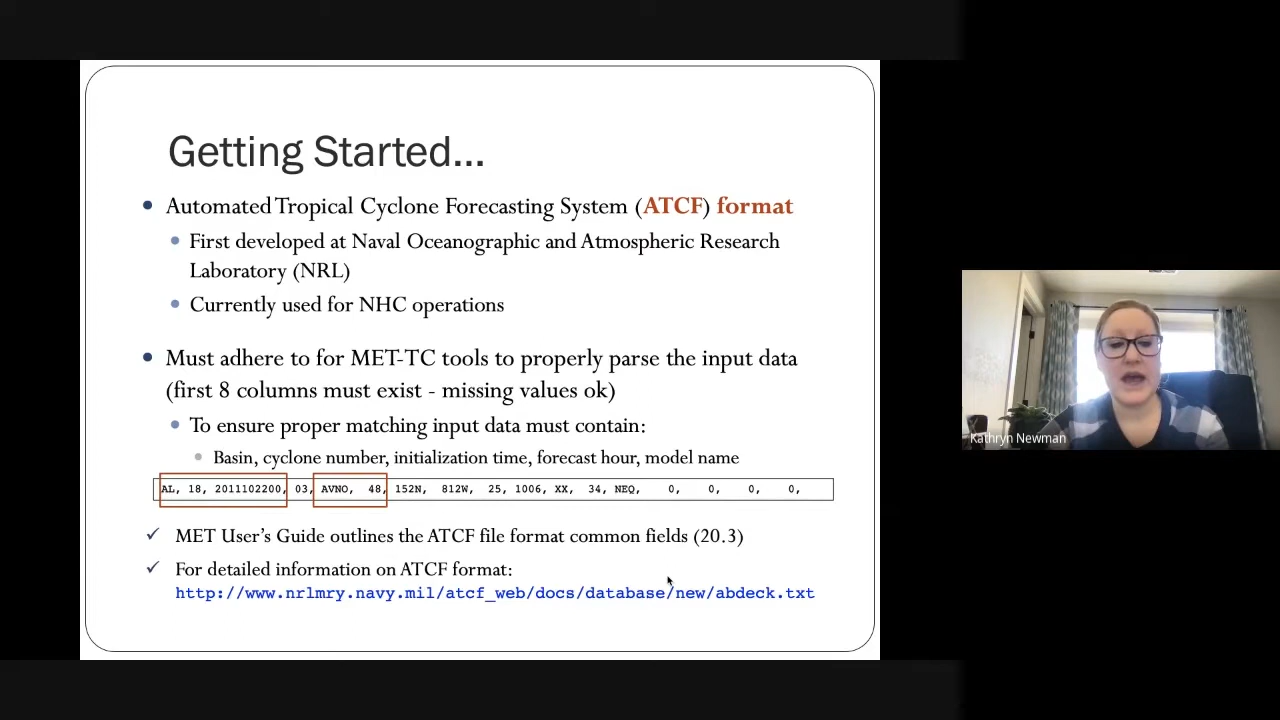 Getting Started...
Automated Tropical Cyclone Forecasting System (ATCF) format
First developed at Naval Oceanographic and Atmospheric Research
Laboratory (NRL)
Currently used for NHC operations
Must adhere to for MET-TC tools to properly parse the input data
(first 8 columns must exist - missing values ok)
To ensure proper matching input data must contain:
Basin, cyclone number, initialization time, forecast hour, model name
AL, 18, 2011102200, 03, AVNO, 48, 152N, 812W, 25, 1006, XX, 34, NEQ, 0, 0, 0, 0,
MET User's Guide outlines the ATCF file format common fields (20.3)
For detailed information on ATCF format:
http://www.nrlmry.navy.mil/atcf_web/docs/database/new/abdeck.txt
Kathryn Newman